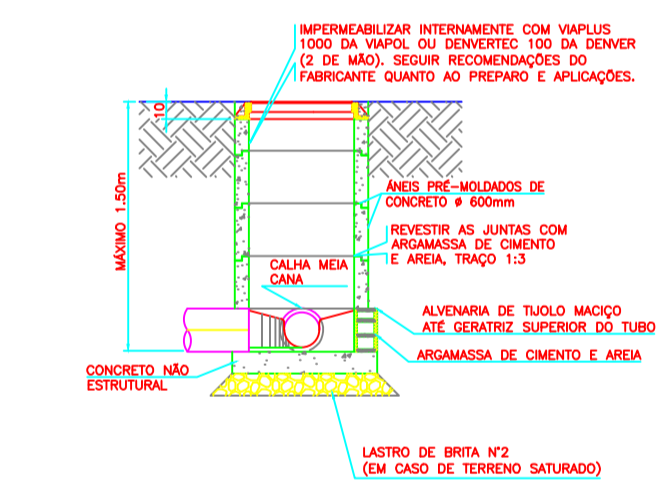 IMPERMEABILIZAR INTERNAMENTE COM VIAPLUS
1000 DA VIAPOL OU DENVERTEC 100 DA DENVER
(2 DE MÃO). SEGUIR RECOMENDAÇÕES DO
FABRICANTE QUANTO AO PREPARO E APLICAÇÕES.
10
MÁXIMO 1.50m
ÁNEIS PRÉ-MOLDADOS DE
CONCRETO ø 600mm
REVESTIR AS JUNTAS COM
ARGAMASSA DE CIMENTO
E AREIA, TRAÇO 1:3
CALHA MEIA
CANA
ALVENARIA DE TIJOLO MACIÇO
ATÉ GERATRIZ SUPERIOR DO TUBO
ARGAMASSA DE CIMENTO E AREIA
CONCRETO NÃO
ESTRUTURAL
LASTRO DE BRITA N°2
(EM CASO DE TERRENO SATURADO)